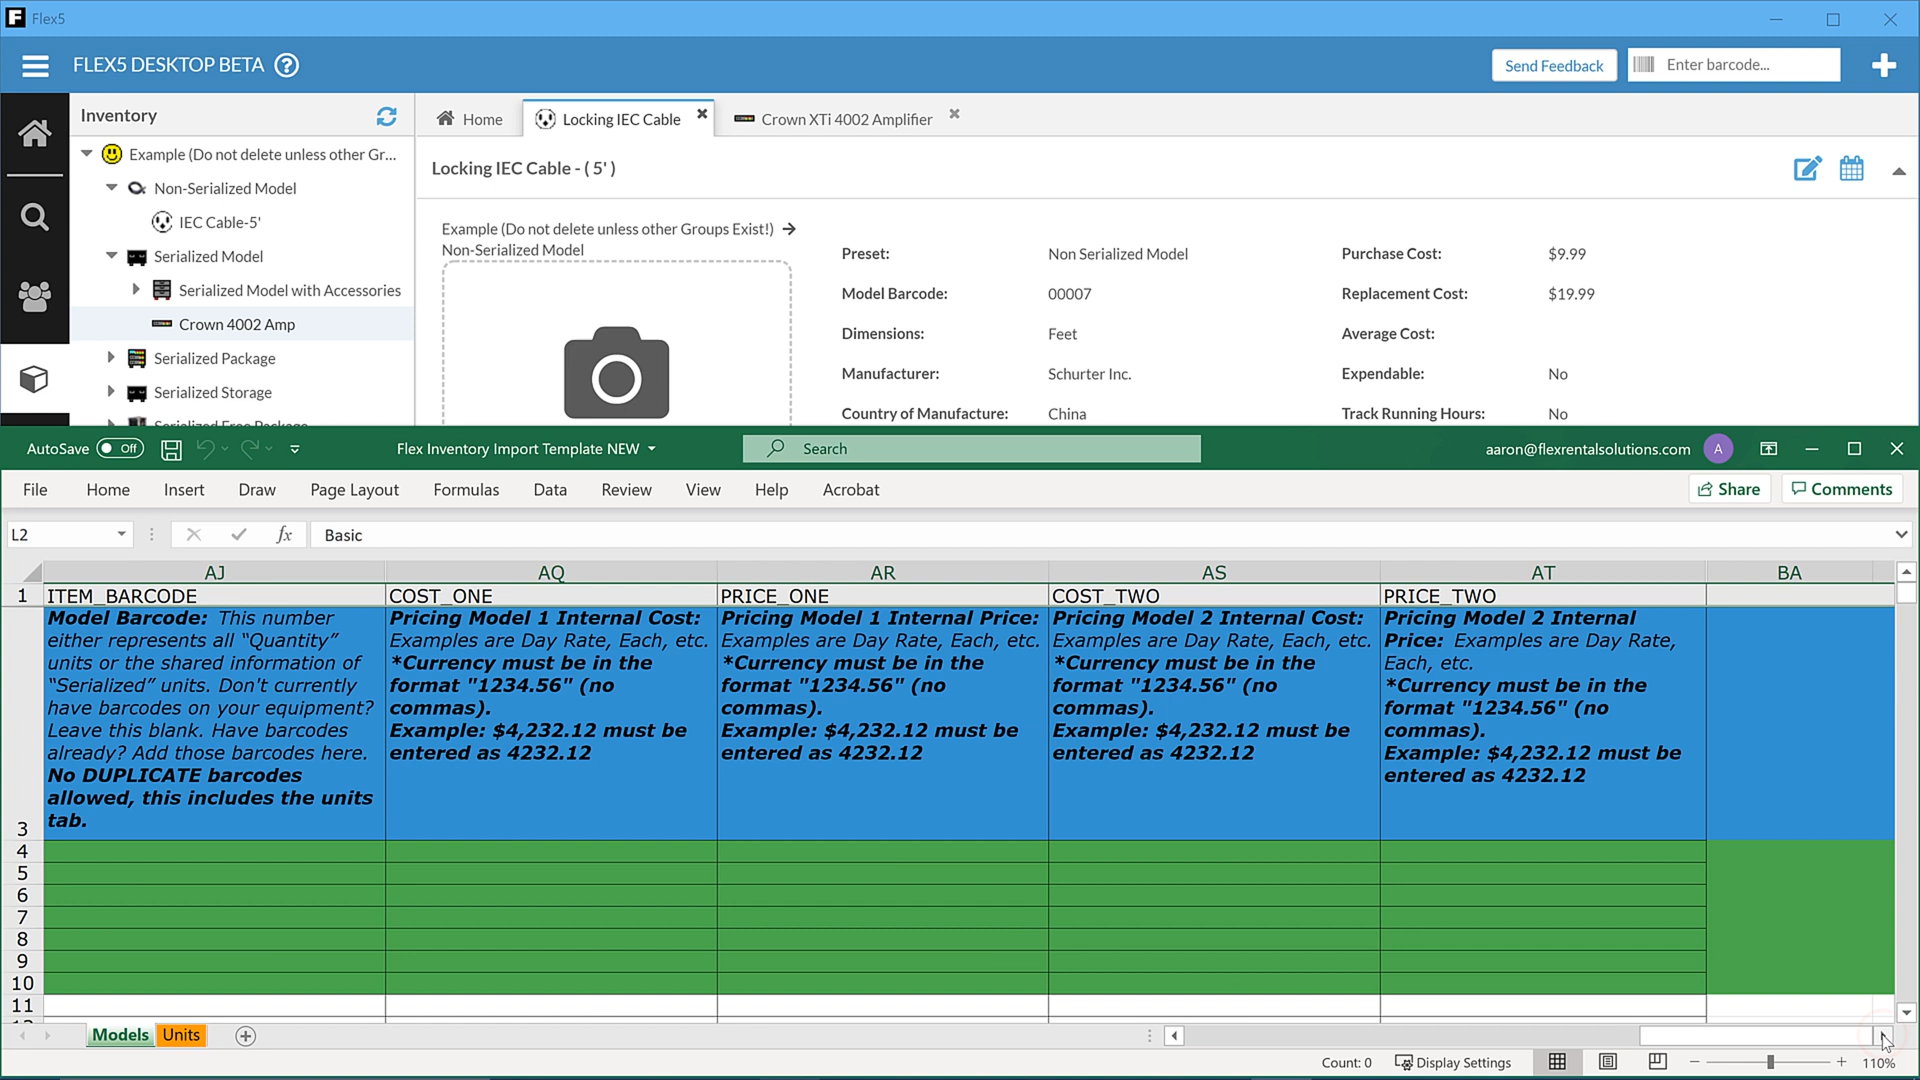 F Flex5
FLEX5 DESKTOP BETA ?
Send Feedback
Enter barcode...
Inventory
Home
Locking IEC Cable
Crown XTi 4002 Amplifier
Example (Do not delete unless other Gr...
Non-Serialized Model
IEC Cable-5'
Serialized Model
Serialized Model with Accessories
Crown 4002 Amp
Serialized Package
Serialized Storage
Locking IEC Cable - ( 5' )
Example (Do not delete unless other Groups Exist!)
Non-Serialized Model
Preset: Non Serialized Model
Model Barcode: 00007
Dimensions: Feet
Manufacturer: Schurter Inc.
Country of Manufacture: China
Purchase Cost: $9.99
Replacement Cost: $19.99
Average Cost:
Expendable: No
Track Running Hours: No
AutoSave Off
Flex Inventory Import Template NEW
Search
aaron@flexrentalsolutions.com A
File Home Insert Draw Page Layout Formulas Data Review View Help Acrobat
Share Comments
L2 fx Basic
AJ AQ AR AS AT BA
1 ITEM_BARCODE COST_ONE PRICE_ONE COST_TWO PRICE_TWO
Model Barcode: This number
either represents all “Quantity”
units or the shared information of
“Serialized” units. Don't currently
have barcodes on your equipment?
Leave this blank. Have barcodes
already? Add those barcodes here.
No DUPLICATE barcodes
allowed, this includes the units
tab.
Pricing Model 1 Internal Cost:
Examples are Day Rate, Each, etc.
*Currency must be in the
format "1234.56" (no
commas).
Example: $4,232.12 must be
entered as 4232.12
Pricing Model 1 Internal Price:
Examples are Day Rate, Each, etc.
*Currency must be in the
format "1234.56" (no
commas).
Example: $4,232.12 must be
entered as 4232.12
Pricing Model 2 Internal Cost:
Examples are Day Rate, Each, etc.
*Currency must be in the
format "1234.56" (no
commas).
Example: $4,232.12 must be
entered as 4232.12
Pricing Model 2 Internal
Price: Examples are Day Rate,
Each, etc.
*Currency must be in the
format "1234.56" (no
commas).
Example: $4,232.12 must be
entered as 4232.12
3
4
5
6
7
8
9
10
11
Models Units
Count: 0 Display Settings 110%